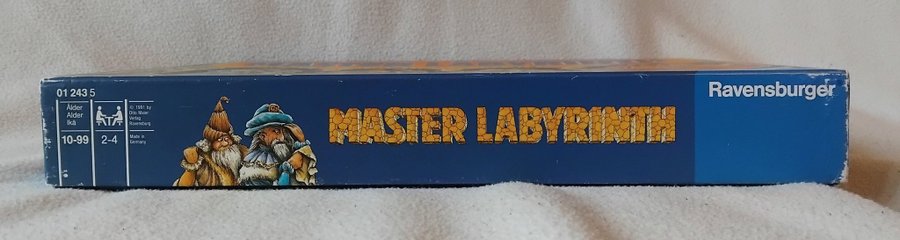 01 243 5
Ålder
Alder
Ikä
10-99
2-4
© 1991 by
Otto Maier
Verlag
Ravensburg
Made in
Germany
MASTER LABYRINTH
Ravensburger